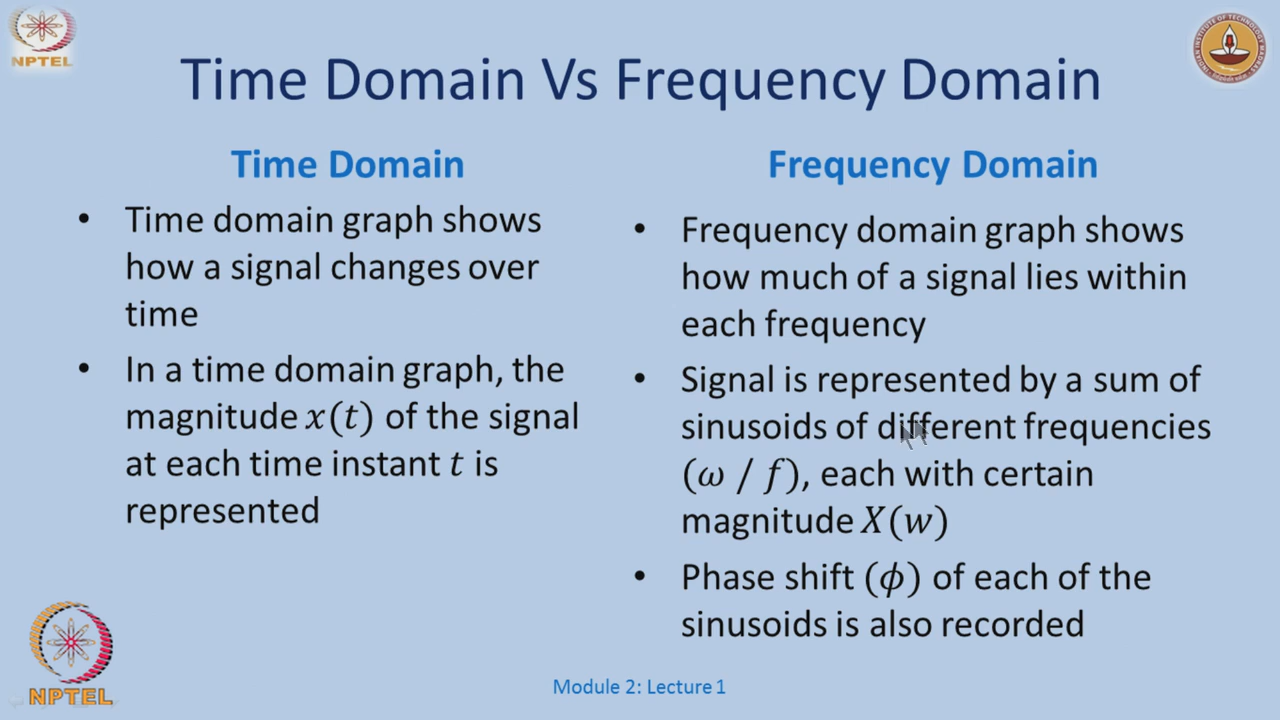 NPTEL
Time Domain Vs Frequency Domain
Time Domain
• Time domain graph shows
how a signal changes over
time
• In a time domain graph, the
magnitude x(t) of the signal
at each time instant t is
represented
Frequency Domain
• Frequency domain graph shows
how much of a signal lies within
each frequency
• Signal is represented by a sum of
sinusoids of different frequencies
(ω / f), each with certain
magnitude X(w)
• Phase shift (ϕ) of each of the
sinusoids is also recorded
NPTEL
Module 2: Lecture 1